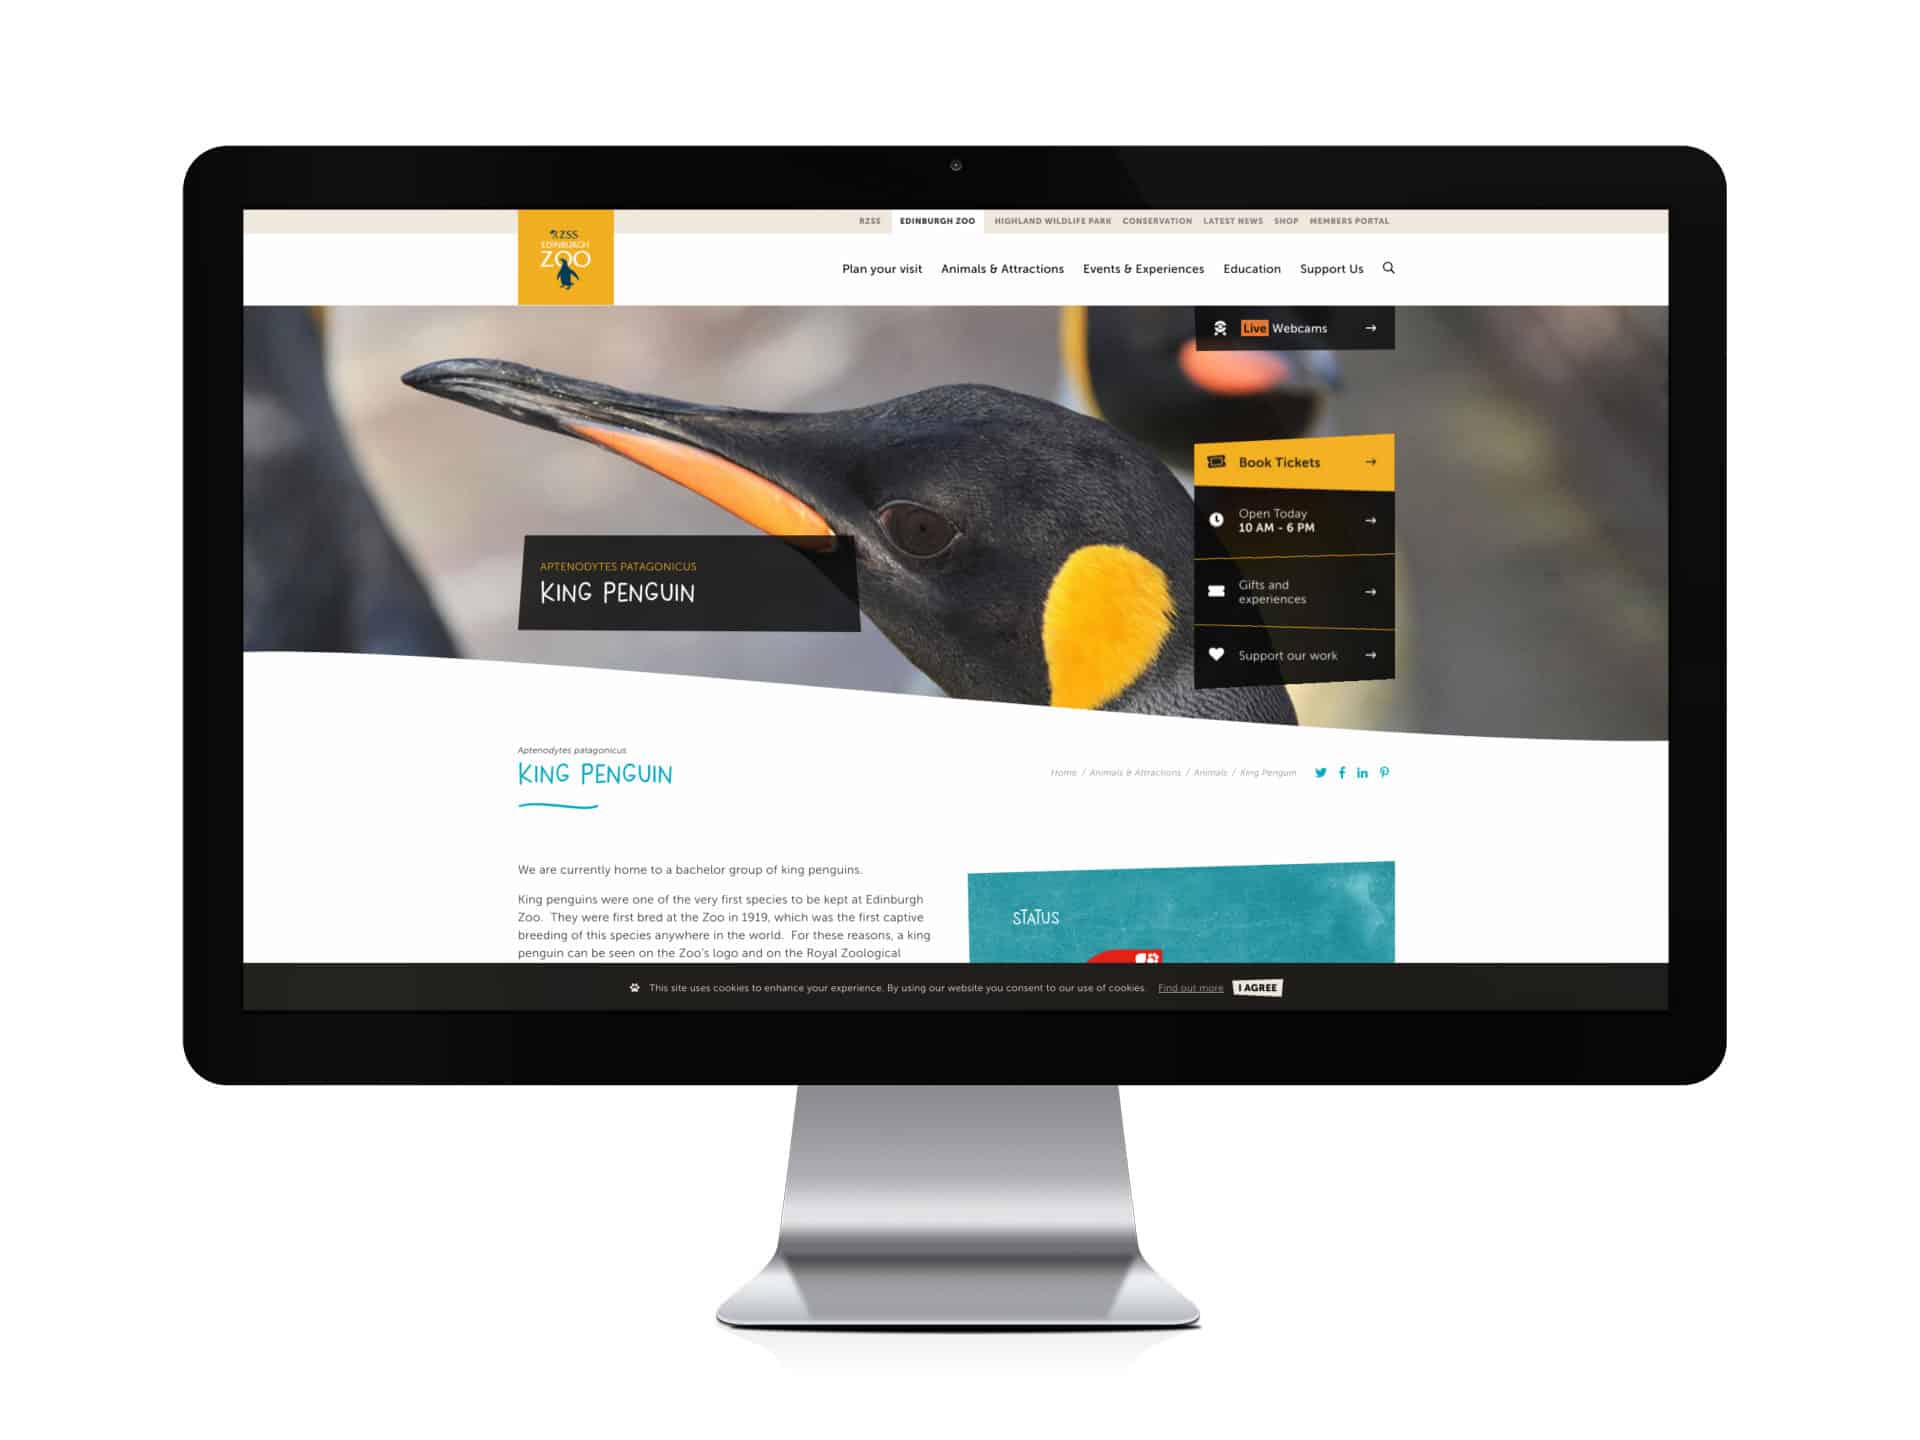 RZSS EDINBURGH ZOO HIGHLAND WILDLIFE PARK CONSERVATION LATEST NEWS SHOP MEMBERS PORTAL
RZSS
EDINBURGH
ZOO
Plan your visit Animals & Attractions Events & Experiences Education Support Us
Live Webcams
Book Tickets
Open Today
10 AM - 6 PM
Gifts and
experiences
Support our work
APTENODYTES PATAGONICUS
KING PENGUIN
Aptenodytes patagonicus
KING PENGUIN
Home / Animals & Attractions / Animals / King Penguin
We are currently home to a bachelor group of king penguins.
King penguins were one of the very first species to be kept at Edinburgh
Zoo. They were first bred at the Zoo in 1919, which was the first captive
breeding of this species anywhere in the world. For these reasons, a king
penguin can be seen on the Zoo's logo and on the Royal Zoological
STATUS
This site uses cookies to enhance your experience. By using our website you consent to our use of cookies. Find out more I AGREE